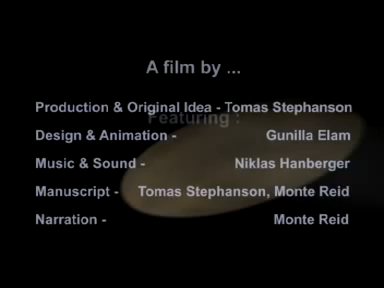 A film by ...
Production & Original Idea - Tomas Stephanson
Featuring :
Design & Animation - Gunilla Elam
Music & Sound - Niklas Hanberger
Manuscript - Tomas Stephanson, Monte Reid
Narration - Monte Reid